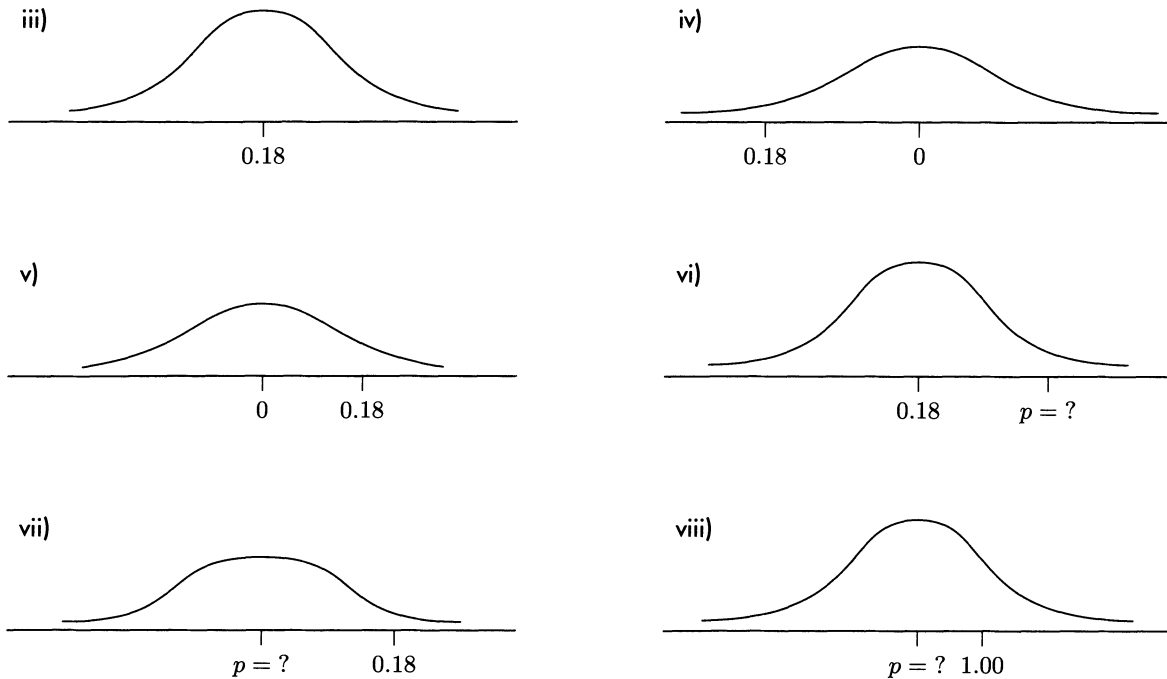 iii)
iv)
0.18
0.18 0
v)
vi)
0 0.18
0.18 p = ?
vii)
viii)
p = ? 0.18
p = ? 1.00